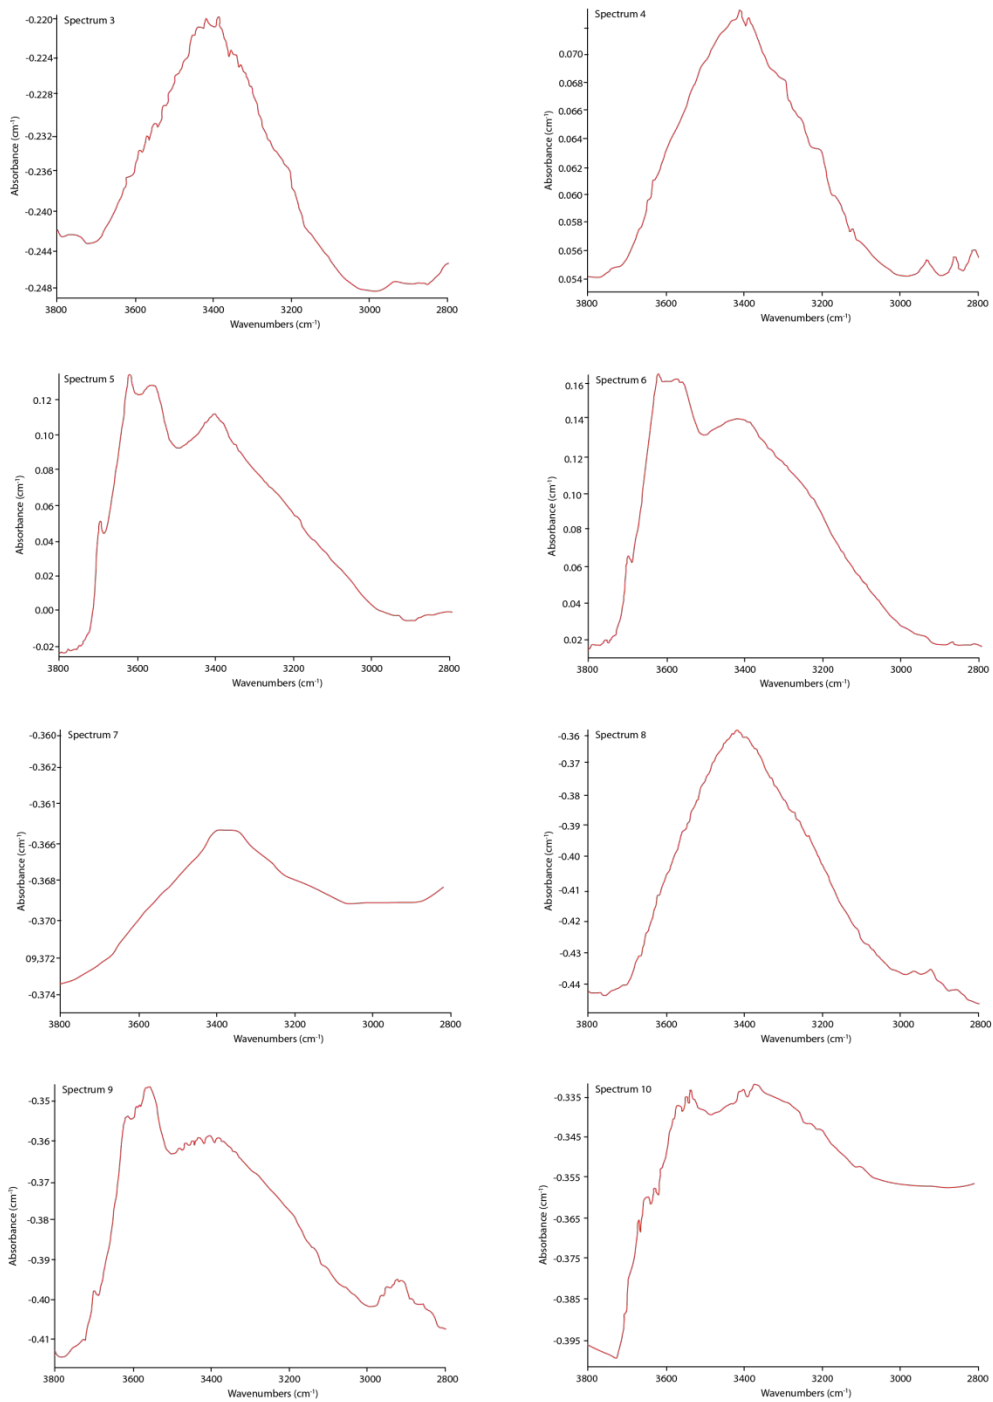 Spectrum 3
-0.220
-0.224
-0.228
-0.232
-0.236
-0.240
-0.244
-0.248
Absorbance (cm⁻¹)
3800 3600 3400 3200 3000 2800
Wavenumbers (cm⁻¹)
Spectrum 4
0.070
0.068
0.066
0.064
0.062
0.060
0.058
0.056
0.054
Absorbance (cm⁻¹)
3800 3600 3400 3200 3000 2800
Wavenumbers (cm⁻¹)
Spectrum 5
0.12
0.10
0.08
0.06
0.04
0.02
0.00
-0.02
Absorbance (cm⁻¹)
3800 3600 3400 3200 3000 2800
Wavenumbers (cm⁻¹)
Spectrum 6
0.16
0.14
0.12
0.10
0.08
0.06
0.04
0.02
Absorbance (cm⁻¹)
3800 3600 3400 3200 3000 2800
Wavenumbers (cm⁻¹)
Spectrum 7
-0.360
-0.362
-0.361
-0.366
-0.368
-0.370
09,372
-0.374
Absorbance (cm⁻¹)
3800 3600 3400 3200 3000 2800
Wavenumbers (cm⁻¹)
Spectrum 8
-0.36
-0.37
-0.38
-0.39
-0.40
-0.41
-0.42
-0.43
-0.44
Absorbance (cm⁻¹)
3800 3600 3400 3200 3000 2800
Wavenumbers (cm⁻¹)
Spectrum 9
-0.35
-0.36
-0.37
-0.38
-0.39
-0.40
-0.41
Absorbance (cm⁻¹)
3800 3600 3400 3200 3000 2800
Wavenumbers (cm⁻¹)
Spectrum 10
-0.335
-0.345
-0.355
-0.365
-0.375
-0.385
-0.395
Absorbance (cm⁻¹)
3800 3600 3400 3200 3000 2800
Wavenumbers (cm⁻¹)